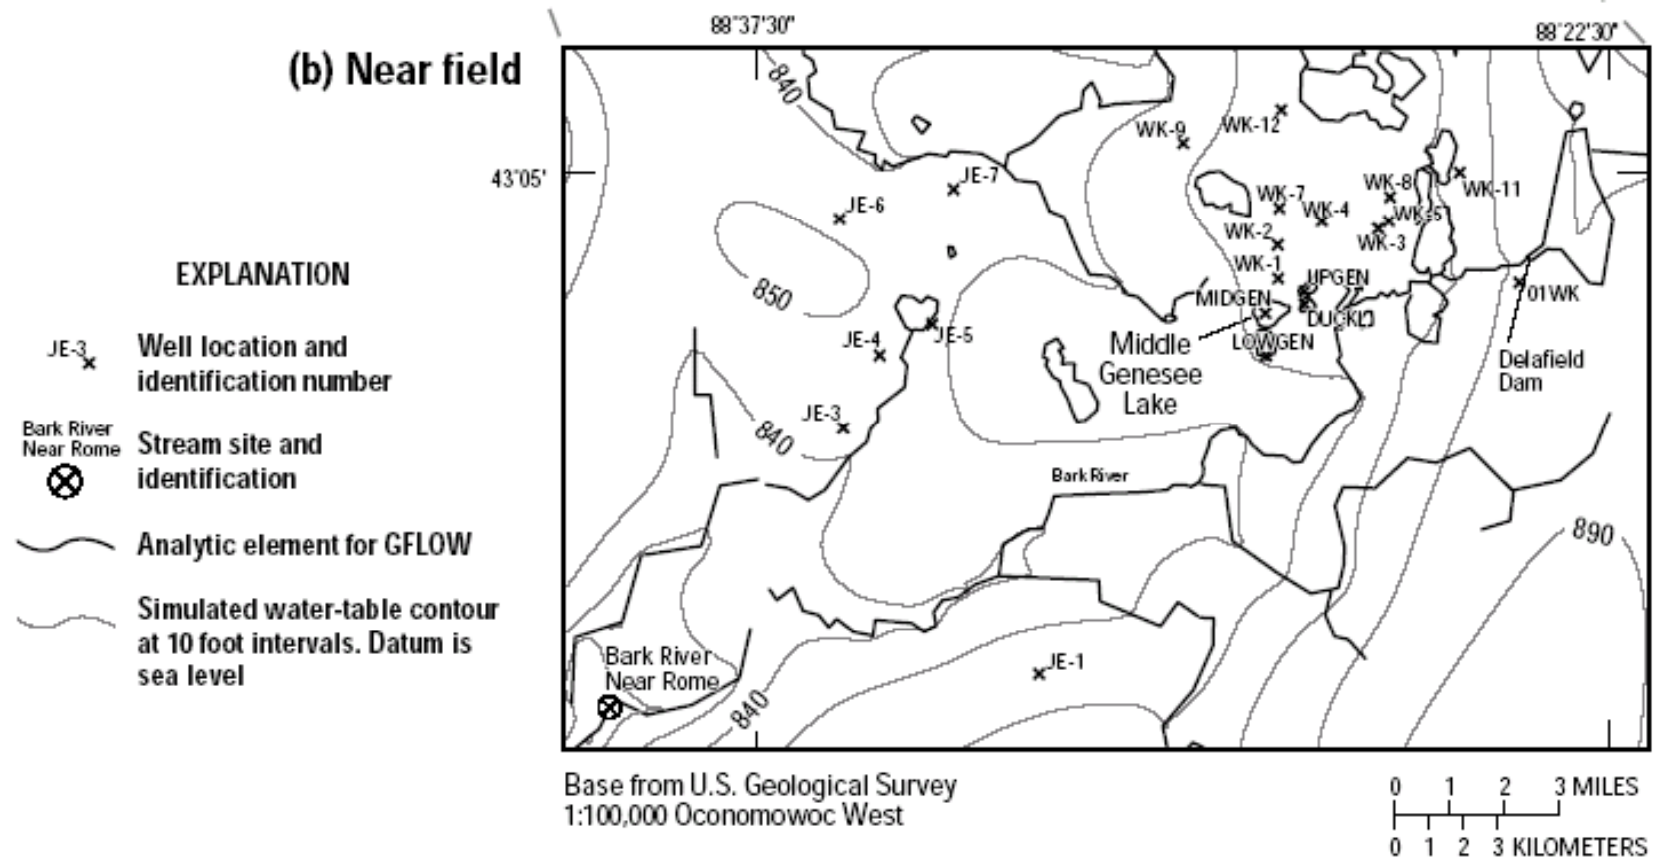 (b) Near field
EXPLANATION
JE-3
Well location and
identification number
Bark River
Near Rome
Stream site and
identification
Analytic element for GFLOW
Simulated water-table contour
at 10 foot intervals. Datum is
sea level
88°37'30"
88°22'30"
43°05'
840
WK-9
WK-12
JE-7
JE-6
WK-8
WK-11
WK-7
WK-4
WK-5
WK-2
WK-3
WK-1
850
UPGEN
MIDGEN
01WK
DUCKL
JE-4
JE-5
LOWGEN
Middle
Genesee
Lake
Delafield
Dam
JE-3
840
Bark River
890
Bark River
Near Rome
JE-1
840
Base from U.S. Geological Survey
1:100,000 Oconomowoc West
0 1 2 3 MILES
0 1 2 3 KILOMETERS